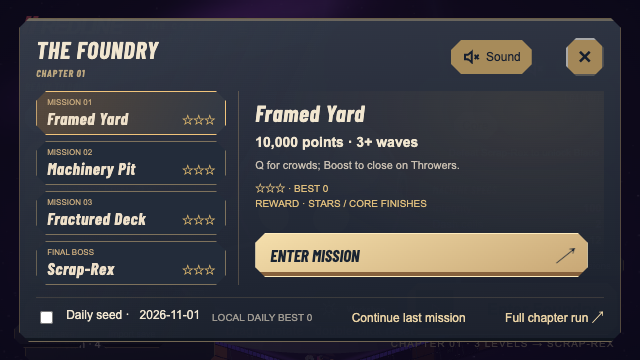 THE FOUNDRY
CHAPTER 01
Sound
MISSION 01
Framed Yard
MISSION 02
Machinery Pit
MISSION 03
Fractured Deck
FINAL BOSS
Scrap-Rex
Framed Yard
10,000 points · 3+ waves
Q for crowds; Boost to close on Throwers.
☆☆☆ · BEST 0
REWARD · STARS / CORE FINISHES
ENTER MISSION
Daily seed · 2026-11-01 LOCAL DAILY BEST 0
Continue last mission
Full chapter run ↗
CHAPTER 01 · 3 LEVELS → SCRAP-REX